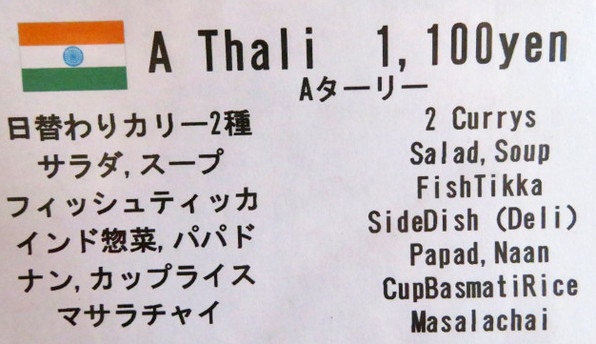 A Thali 1,100yen
Aターリー
日替わりカリー2種
サラダ,スープ
フィッシュティッカ
インド惣菜,パパド
ナン,カップライス
マサラチャイ
2 Currys
Salad,Soup
FishTikka
SideDish (Deli)
Papad,Naan
CupBasmatiRice
Masalachai